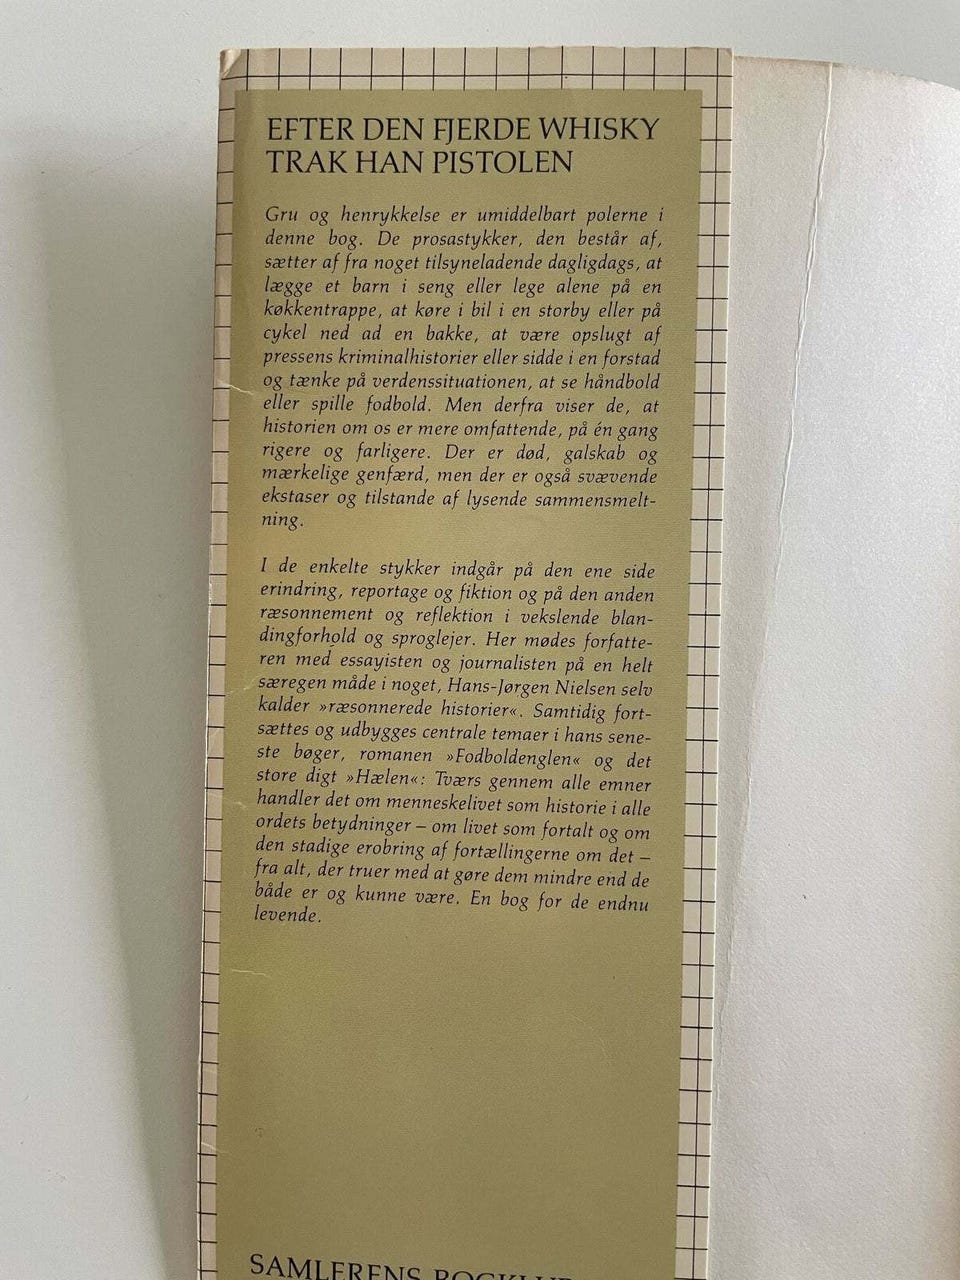 EFTER DEN FJERDE WHISKY
TRAK HAN PISTOLEN
Gru og henrykkelse er umiddelbart polerne i
denne bog. De prosastykker, den består af,
sætter af fra noget tilsyneladende dagligdags, at
lægge et barn i seng eller lege alene på en
køkkentrappe, at køre i bil i en storby eller på
cykel ned ad en bakke, at være opslugt af
pressens kriminalhistorier eller sidde i en forstad
og tænke på verdenssituationen, at se håndbold
eller spille fodbold. Men derfra viser de, at
historien om os er mere omfattende, på én gang
rigere og farligere. Der er død, galskab og
mærkelige genfærd, men der er også svævende
ekstaser og tilstande af lysende sammensmelt-
ning.
I de enkelte stykker indgår på den ene side
erindring, reportage og fiktion og på den anden
ræsonnement og reflektion i vekslende blan-
dingforhold og sproglejer. Her mødes forfatte-
ren med essayisten og journalisten på en helt
særegen måde i noget, Hans-Jørgen Nielsen selv
kalder »ræsonnerede historier«. Samtidig fort-
sættes og udbygges centrale temaer i hans sene-
ste bøger, romanen »Fodboldenglen« og det
store digt »Hælen«: Tværs gennem alle emner
handler det om menneskelivet som historie i alle
ordets betydninger – om livet som fortalt og om
den stadige erobring af fortællingerne om det –
fra alt, der truer med at gøre dem mindre end de
både er og kunne være. En bog for de endnu
levende.
SAMLERENS BOGKLUB